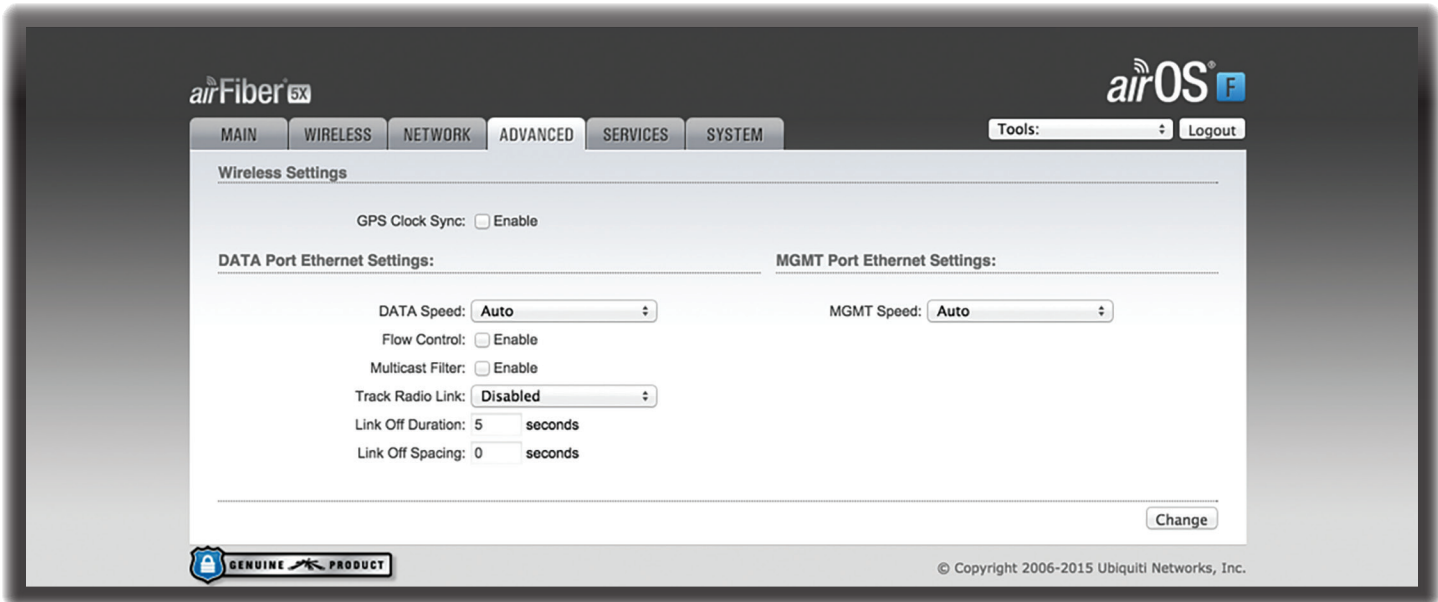 airFiber® 5X
airOS® F
MAIN WIRELESS NETWORK ADVANCED SERVICES SYSTEM Tools: Logout
Wireless Settings
GPS Clock Sync: Enable
DATA Port Ethernet Settings: MGMT Port Ethernet Settings:
DATA Speed: Auto MGMT Speed: Auto
Flow Control: Enable
Multicast Filter: Enable
Track Radio Link: Disabled
Link Off Duration: 5 seconds
Link Off Spacing: 0 seconds
Change
GENUINE PRODUCT
© Copyright 2006-2015 Ubiquiti Networks, Inc.